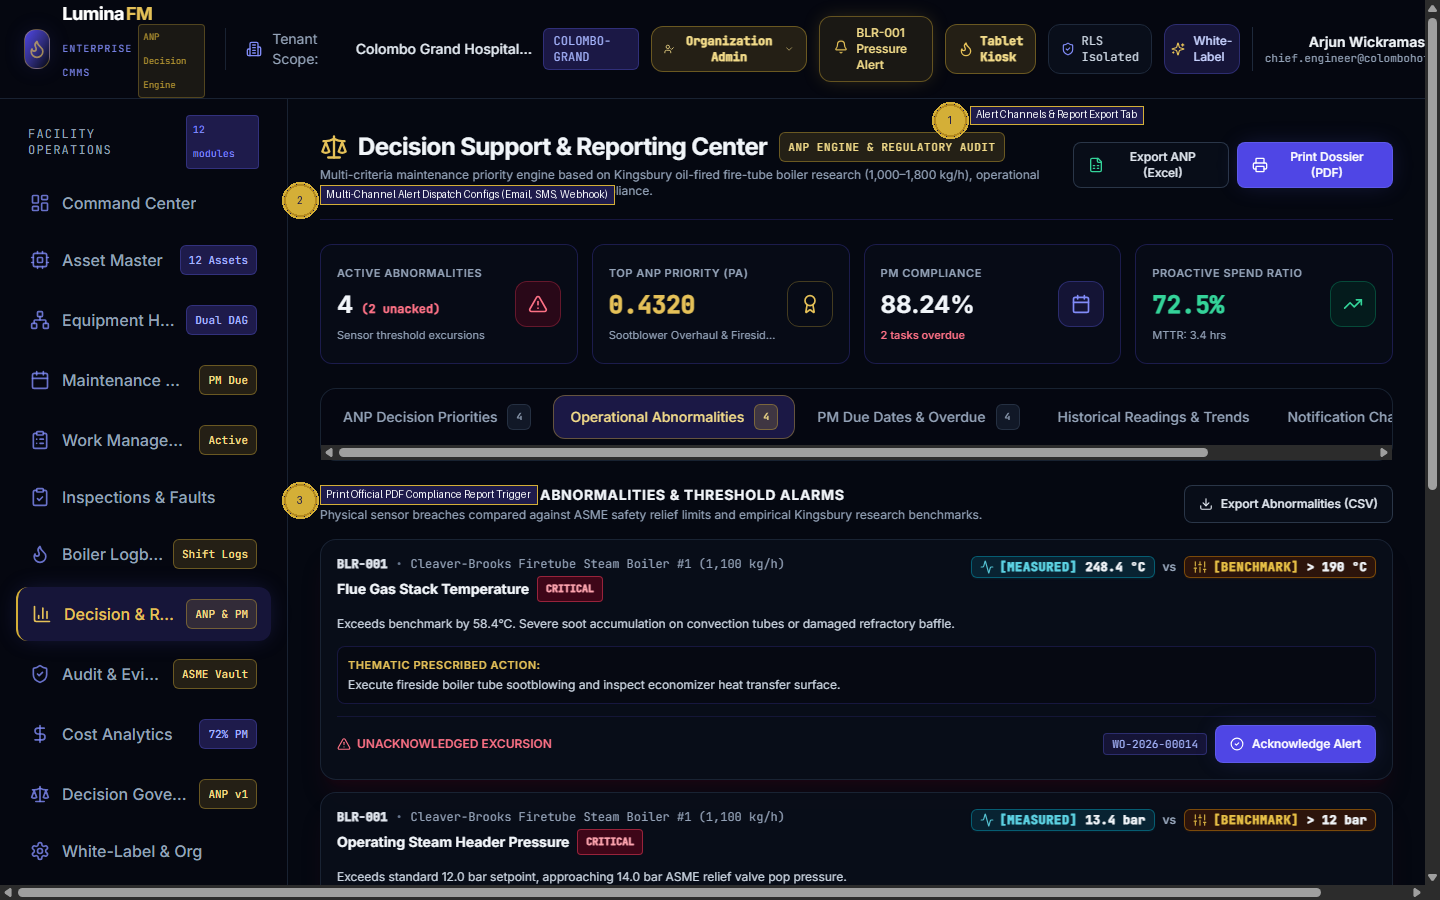 LuminaFM
ENTERPRISE CMMS
ANP Decision Engine
Tenant Scope:
Colombo Grand Hospital...
COLOMBO-GRAND
Organization Admin
BLR-001 Pressure Alert
Tablet Kiosk
RLS Isolated
White-Label
Arjun Wickramas
chief.engineer@colomboho
FACILITY OPERATIONS
12 modules
Command Center
Asset Master
12 Assets
Equipment H...
Dual DAG
Maintenance ...
PM Due
Work Manage...
Active
Inspections & Faults
Boiler Logb...
Shift Logs
Decision & R...
ANP & PM
Audit & Evi...
ASME Vault
Cost Analytics
72% PM
Decision Gove...
ANP v1
White-Label & Org
1
Alert Channels & Report Export Tab
Decision Support & Reporting Center
ANP ENGINE & REGULATORY AUDIT
Multi-criteria maintenance priority engine based on Kingsbury oil-fired fire-tube boiler research (1,000–1,800 kg/h), operational
2
Multi-Channel Alert Dispatch Configs (Email, SMS, Webhook)
liance.
Export ANP (Excel)
Print Dossier (PDF)
ACTIVE ABNORMALITIES
4 (2 unacked)
Sensor threshold excursions
TOP ANP PRIORITY (PA)
0.4320
Sootblower Overhaul & Firesid...
PM COMPLIANCE
88.24%
2 tasks overdue
PROACTIVE SPEND RATIO
72.5%
MTTR: 3.4 hrs
ANP Decision Priorities 4
Operational Abnormalities 4
PM Due Dates & Overdue 4
Historical Readings & Trends
Notification Cha
3
Print Official PDF Compliance Report Trigger
ABNORMALITIES & THRESHOLD ALARMS
Physical sensor breaches compared against ASME safety relief limits and empirical Kingsbury research benchmarks.
Export Abnormalities (CSV)
BLR-001 • Cleaver-Brooks Firetube Steam Boiler #1 (1,100 kg/h)
[MEASURED] 248.4 °C vs [BENCHMARK] > 190 °C
Flue Gas Stack Temperature CRITICAL
Exceeds benchmark by 58.4°C. Severe soot accumulation on convection tubes or damaged refractory baffle.
THEMATIC PRESCRIBED ACTION:
Execute fireside boiler tube sootblowing and inspect economizer heat transfer surface.
UNACKNOWLEDGED EXCURSION
WO-2026-00014
Acknowledge Alert
BLR-001 • Cleaver-Brooks Firetube Steam Boiler #1 (1,100 kg/h)
[MEASURED] 13.4 bar vs [BENCHMARK] > 12 bar
Operating Steam Header Pressure CRITICAL
Exceeds standard 12.0 bar setpoint, approaching 14.0 bar ASME relief valve pop pressure.